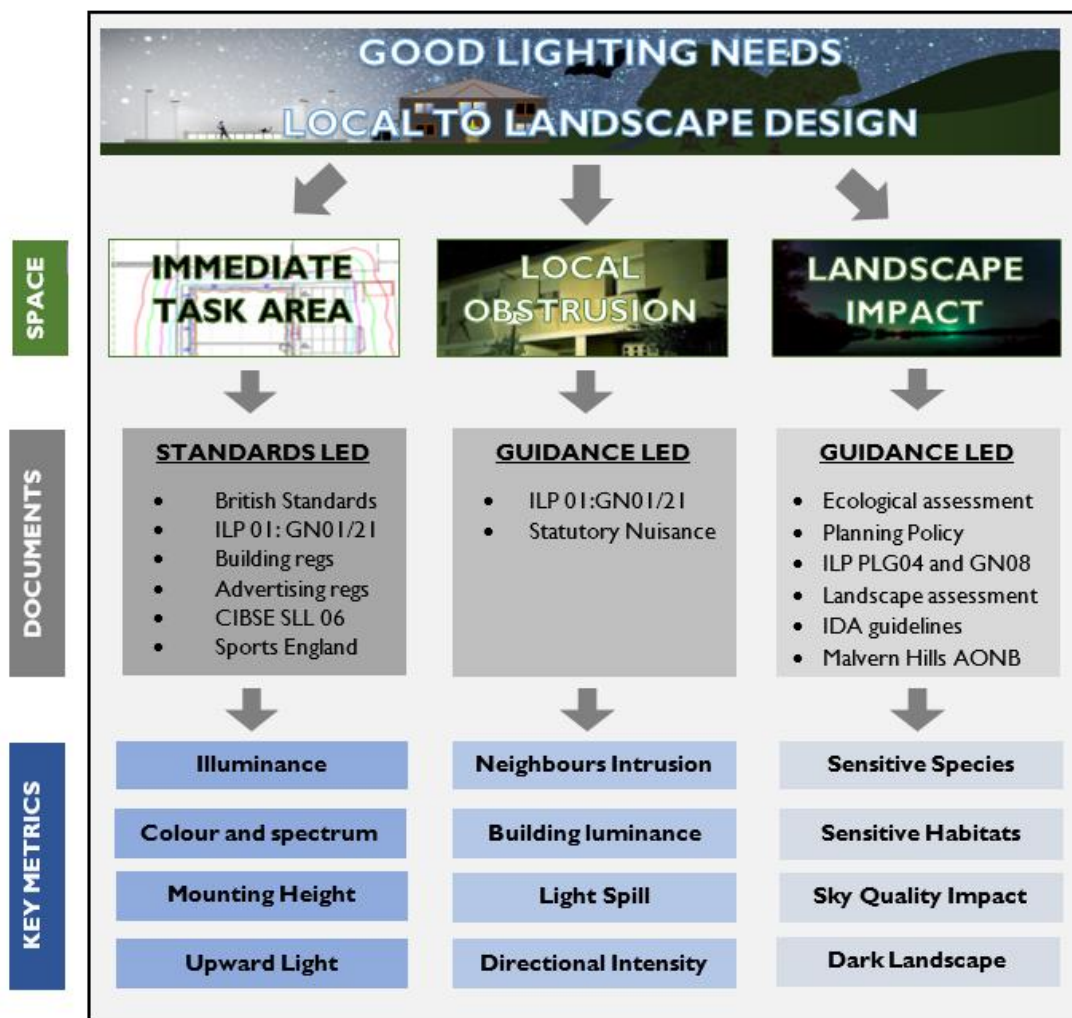 GOOD LIGHTING NEEDS
LOCAL TO LANDSCAPE DESIGN
SPACE
IMMEDIATE
TASK AREA
LOCAL
OBSTRUSION
LANDSCAPE
IMPACT
DOCUMENTS
STANDARDS LED
• British Standards
• ILP 01: GN01/21
• Building regs
• Advertising regs
• CIBSE SLL 06
• Sports England
GUIDANCE LED
• ILP 01:GN01/21
• Statutory Nuisance
GUIDANCE LED
• Ecological assessment
• Planning Policy
• ILP PLG04 and GN08
• Landscape assessment
• IDA guidelines
• Malvern Hills AONB
KEY METRICS
Illuminance
Colour and spectrum
Mounting Height
Upward Light
Neighbours Intrusion
Building luminance
Light Spill
Directional Intensity
Sensitive Species
Sensitive Habitats
Sky Quality Impact
Dark Landscape